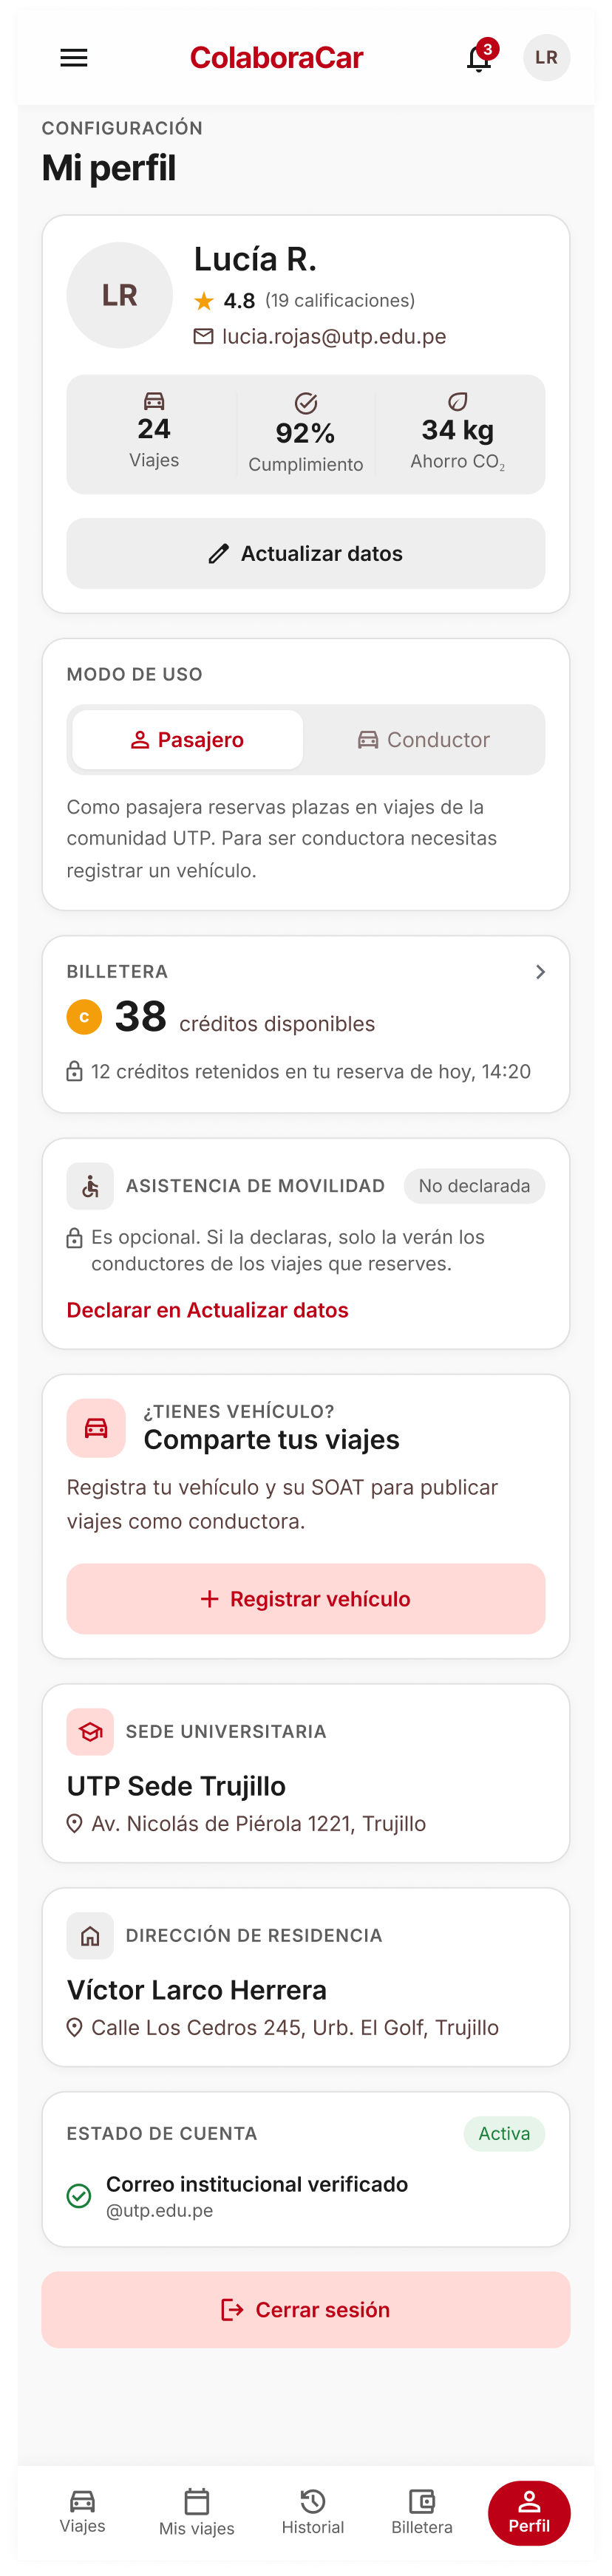 ColaboraCar
3
LR
CONFIGURACIÓN
Mi perfil
LR
Lucía R.
4.8 (19 calificaciones)
lucia.rojas@utp.edu.pe
24
Viajes
92%
Cumplimiento
34 kg
Ahorro CO₂
Actualizar datos
MODO DE USO
Pasajero
Conductor
Como pasajera reservas plazas en viajes de la
comunidad UTP. Para ser conductora necesitas
registrar un vehículo.
BILLETERA
c 38 créditos disponibles
12 créditos retenidos en tu reserva de hoy, 14:20
ASISTENCIA DE MOVILIDAD
No declarada
Es opcional. Si la declaras, solo la verán los
conductores de los viajes que reserves.
Declarar en Actualizar datos
¿TIENES VEHÍCULO?
Comparte tus viajes
Registra tu vehículo y su SOAT para publicar
viajes como conductora.
+ Registrar vehículo
SEDE UNIVERSITARIA
UTP Sede Trujillo
Av. Nicolás de Piérola 1221, Trujillo
DIRECCIÓN DE RESIDENCIA
Víctor Larco Herrera
Calle Los Cedros 245, Urb. El Golf, Trujillo
ESTADO DE CUENTA
Activa
Correo institucional verificado
@utp.edu.pe
Cerrar sesión
Viajes
Mis viajes
Historial
Billetera
Perfil